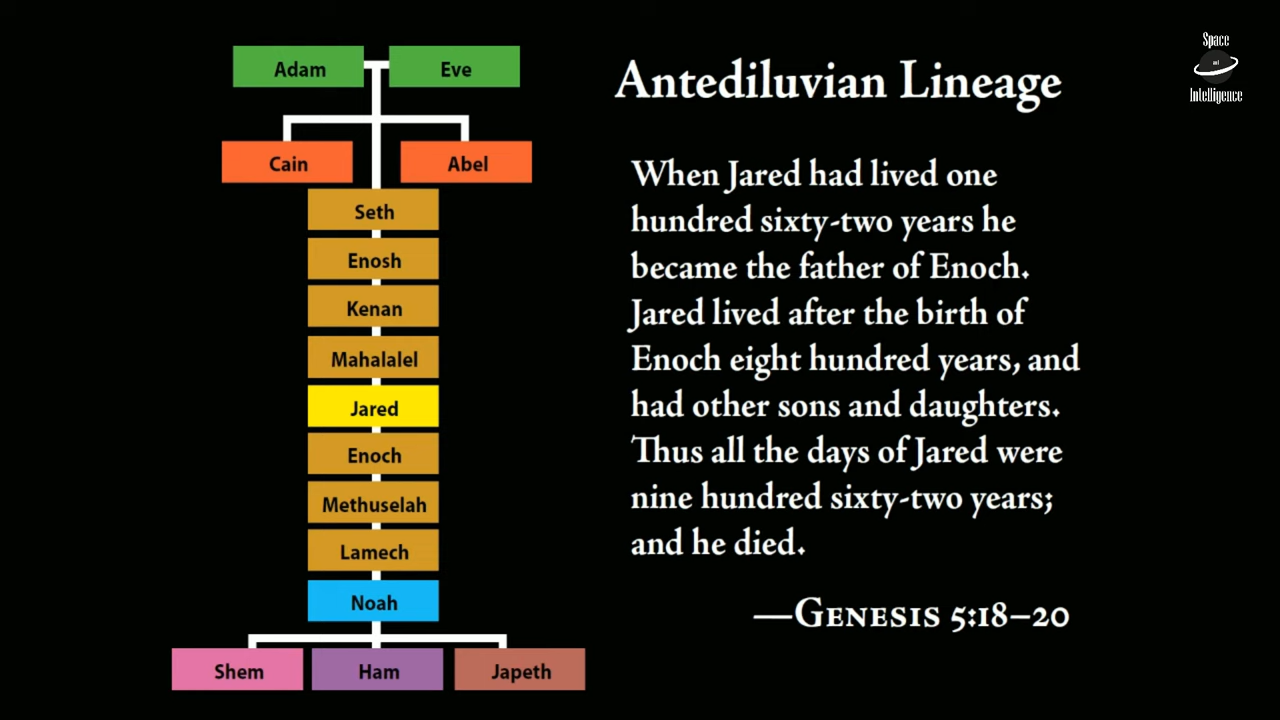 Adam
Eve
Cain
Abel
Seth
Enosh
Kenan
Mahalalel
Jared
Enoch
Methuselah
Lamech
Noah
Shem
Ham
Japeth
Antediluvian Lineage
When Jared had lived one
hundred sixty-two years he
became the father of Enoch.
Jared lived after the birth of
Enoch eight hundred years, and
had other sons and daughters.
Thus all the days of Jared were
nine hundred sixty-two years;
and he died.
—Genesis 5:18–20
Space
and
Intelligence